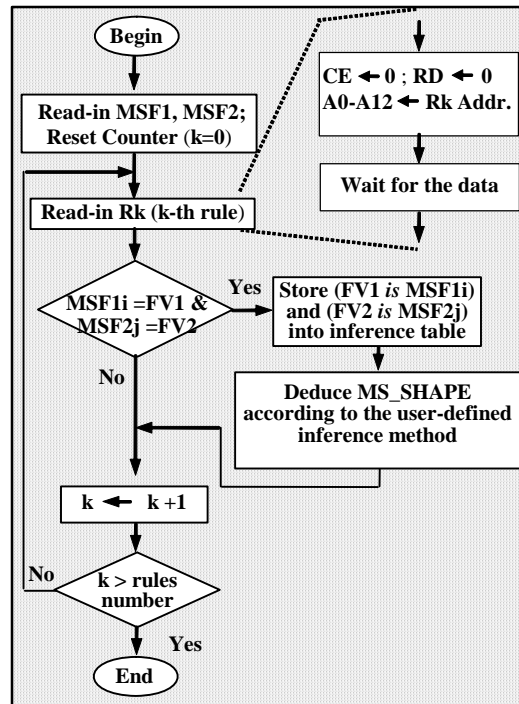 Begin
Read-in MSF1, MSF2;
Reset Counter (k=0)
Read-in Rk (k-th rule)
CE ← 0 ; RD ← 0
A0-A12 ← Rk Addr.
Wait for the data
MSF1i =FV1 &
MSF2j =FV2
Yes
Store (FV1 is MSF1i)
and (FV2 is MSF2j)
into inference table
No
Deduce MS_SHAPE
according to the user-defined
inference method
k ← k +1
No
k > rules
number
Yes
End